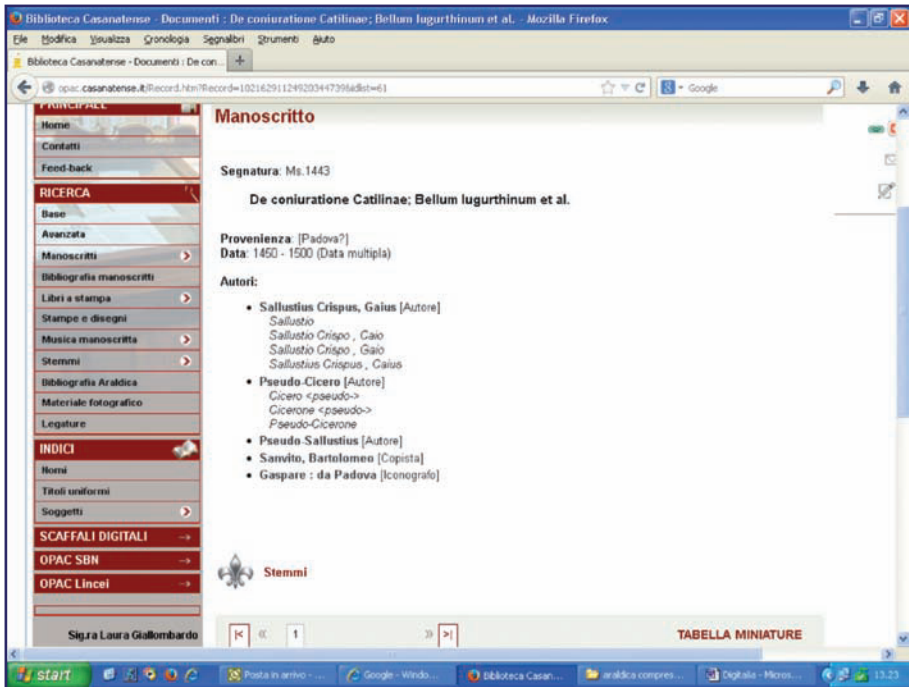 Biblioteca Casanatense - Documenti : De coniuratione Catilinae; Bellum Iugurthinum et al. - Mozilla Firefox
File Modifica Visualizza Cronologia Segnalibri Strumenti Aiuto
Biblioteca Casanatense - Documenti : De con...
opac.casanatense.it/Record.htm?Record=10216291124920344739&idlist=61
Google
PRINCIPALE
Home
Contatti
Feed-back
RICERCA
Base
Avanzata
Manoscritti
Bibliografia manoscritti
Libri a stampa
Stampe e disegni
Musica manoscritta
Stemmi
Bibliografia Araldica
Materiale fotografico
Legature
INDICI
Nomi
Titoli uniformi
Soggetti
SCAFFALI DIGITALI
OPAC SBN
OPAC Lincei
Sig.ra Laura Giallombardo
Manoscritto
Segnatura: Ms.1443
De coniuratione Catilinae; Bellum Iugurthinum et al.
Provenienza: [Padova?]
Data: 1450 - 1500 (Data multipla)
Autori:
• Sallustius Crispus, Gaius [Autore]
Sallustio
Sallustio Crispo , Caio
Sallustio Crispo , Gaio
Sallustius Crispus , Caius
• Pseudo-Cicero [Autore]
Cicero <pseudo->
Cicerone <pseudo->
Pseudo-Cicerone
• Pseudo-Sallustius [Autore]
• Sanvito, Bartolomeo [Copista]
• Gaspare : da Padova [Iconografo]
Stemmi
|< « 1 » >|
TABELLA MINIATURE
start
Posta in arrivo - ...
Google - Windo...
Biblioteca Casan...
araldica compres...
Digitalia - Micros...
13.23